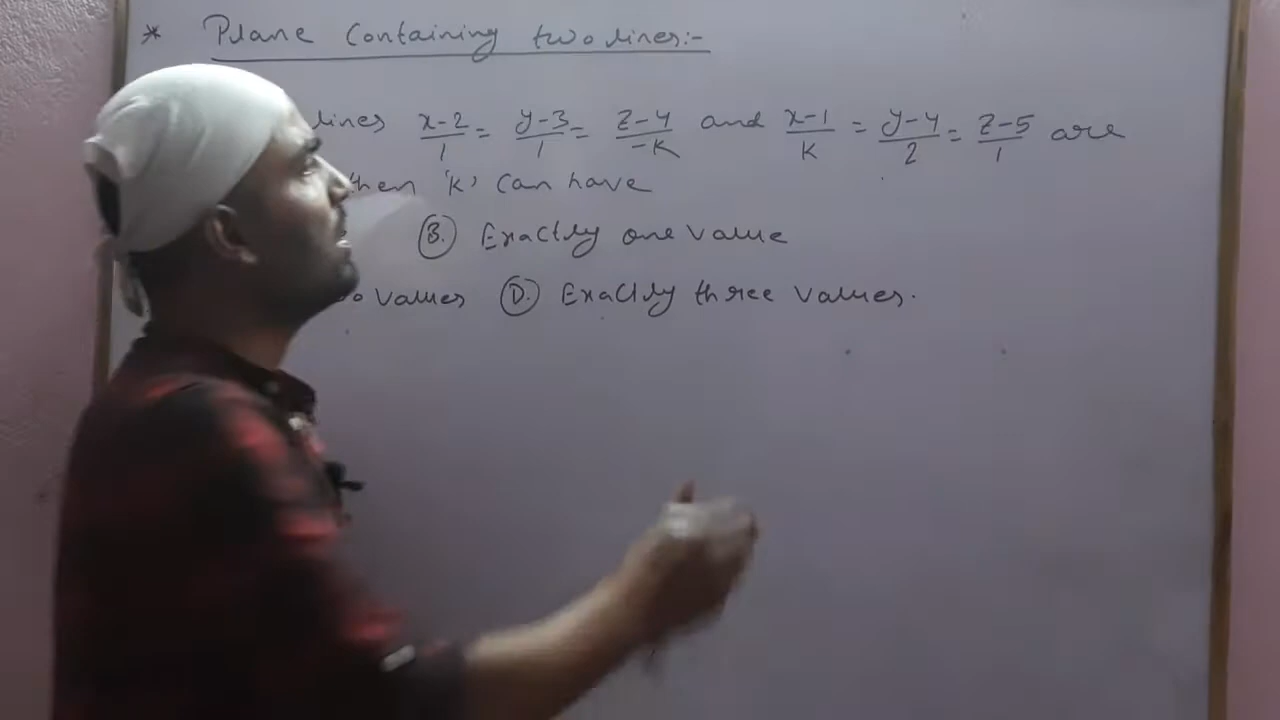 * Plane Containing two lines:-
lines x-2/1 = y-3/1 = z-4/-K and x-1/K = y-4/2 = z-5/1 are
then 'K' can have
(B.) Exactly one value
values (D.) Exactly three values.